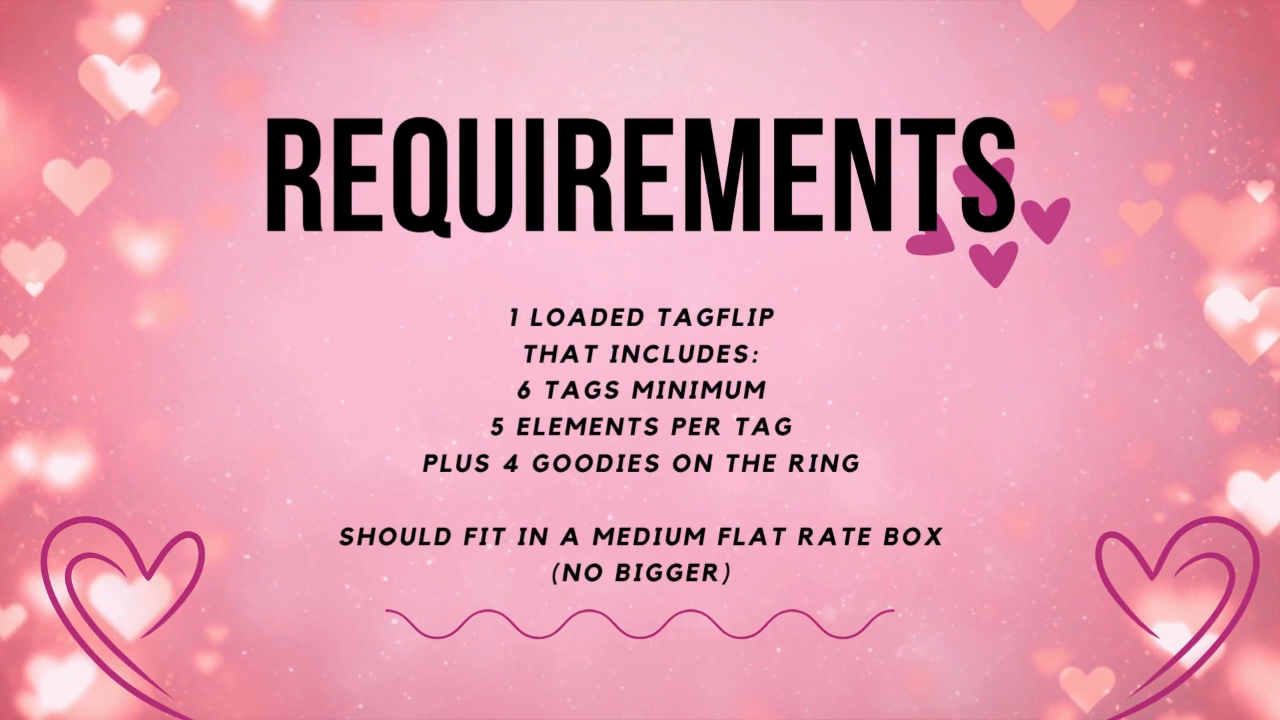 REQUIREMENTS
1 LOADED TAGFLIP
THAT INCLUDES:
6 TAGS MINIMUM
5 ELEMENTS PER TAG
PLUS 4 GOODIES ON THE RING
SHOULD FIT IN A MEDIUM FLAT RATE BOX
(NO BIGGER)